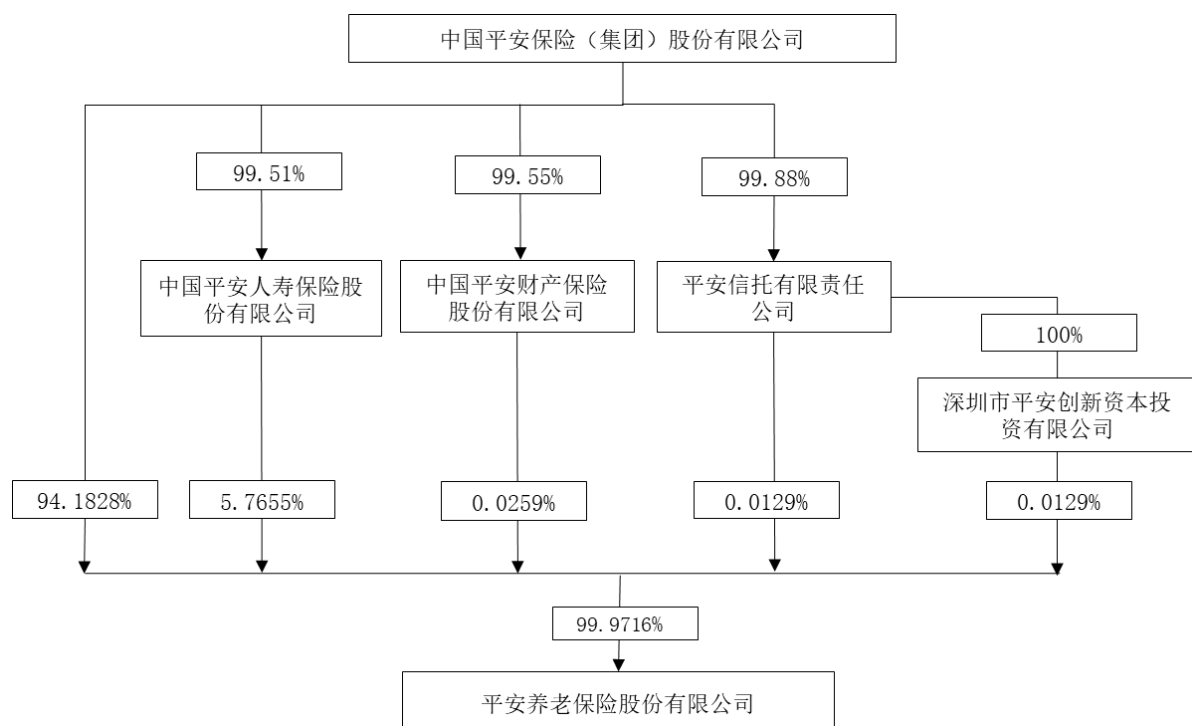 中国平安保险（集团）股份有限公司
99.51%
99.55%
99.88%
中国平安人寿保险股
份有限公司
中国平安财产保险
股份有限公司
平安信托有限责任
公司
100%
深圳市平安创新资本投
资有限公司
94.1828%
5.7655%
0.0259%
0.0129%
0.0129%
99.9716%
平安养老保险股份有限公司